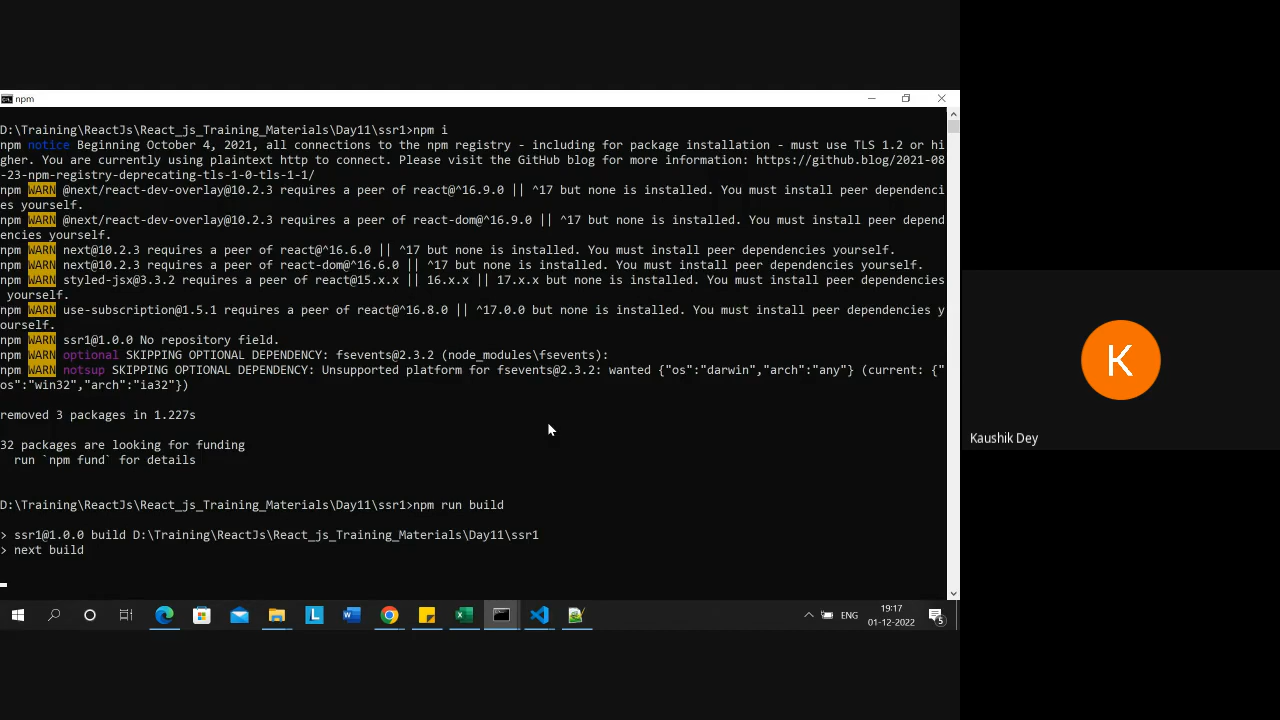 npm
D:\Training\ReactJs\React_js_Training_Materials\Day11\ssr1>npm i
npm notice Beginning October 4, 2021, all connections to the npm registry - including for package installation - must use TLS 1.2 or hi
gher. You are currently using plaintext http to connect. Please visit the GitHub blog for more information: https://github.blog/2021-08
-23-npm-registry-deprecating-tls-1-0-tls-1-1/
npm WARN @next/react-dev-overlay@10.2.3 requires a peer of react@^16.9.0 || ^17 but none is installed. You must install peer dependenci
es yourself.
npm WARN @next/react-dev-overlay@10.2.3 requires a peer of react-dom@^16.9.0 || ^17 but none is installed. You must install peer depend
encies yourself.
npm WARN next@10.2.3 requires a peer of react@^16.6.0 || ^17 but none is installed. You must install peer dependencies yourself.
npm WARN next@10.2.3 requires a peer of react-dom@^16.6.0 || ^17 but none is installed. You must install peer dependencies yourself.
npm WARN styled-jsx@3.3.2 requires a peer of react@15.x.x || 16.x.x || 17.x.x but none is installed. You must install peer dependencies
 yourself.
npm WARN use-subscription@1.5.1 requires a peer of react@^16.8.0 || ^17.0.0 but none is installed. You must install peer dependencies y
ourself.
npm WARN ssr1@1.0.0 No repository field.
npm WARN optional SKIPPING OPTIONAL DEPENDENCY: fsevents@2.3.2 (node_modules\fsevents):
npm WARN notsup SKIPPING OPTIONAL DEPENDENCY: Unsupported platform for fsevents@2.3.2: wanted {"os":"darwin","arch":"any"} (current: {"
os":"win32","arch":"ia32"})
removed 3 packages in 1.227s
32 packages are looking for funding
  run `npm fund` for details
D:\Training\ReactJs\React_js_Training_Materials\Day11\ssr1>npm run build
> ssr1@1.0.0 build D:\Training\ReactJs\React_js_Training_Materials\Day11\ssr1
> next build
K
Kaushik Dey
L
ENG
19:17
01-12-2022
5